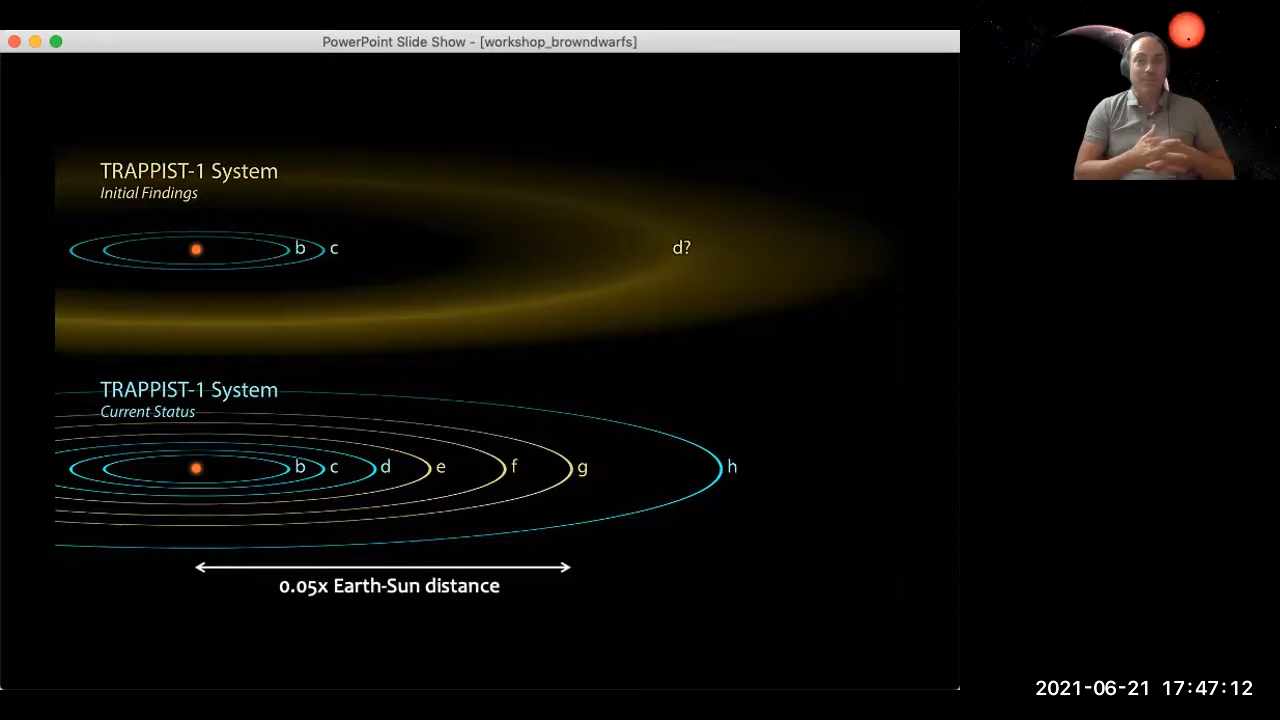 PowerPoint Slide Show - [workshop_browndwarfs]
TRAPPIST-1 System
Initial Findings
b c d?
TRAPPIST-1 System
Current Status
b c d e f g h
0.05x Earth-Sun distance
2021-06-21 17:47:12